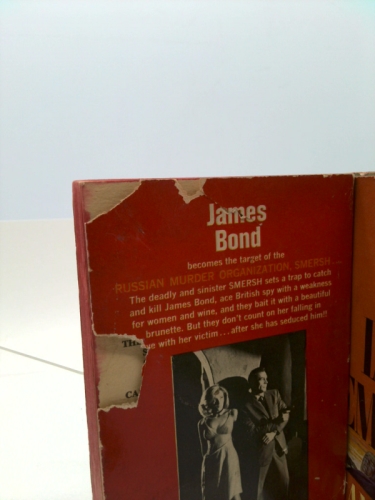 James
Bond
becomes the target of the
RUSSIAN MURDER ORGANIZATION, SMERSH
The deadly and sinister SMERSH sets a trap to catch
and kill James Bond, ace British spy with a weakness
for women and wine, and they bait it with a beautiful
brunette. But they don't count on her falling in
with her victim... after she has seduced him!!
TH
S
CA